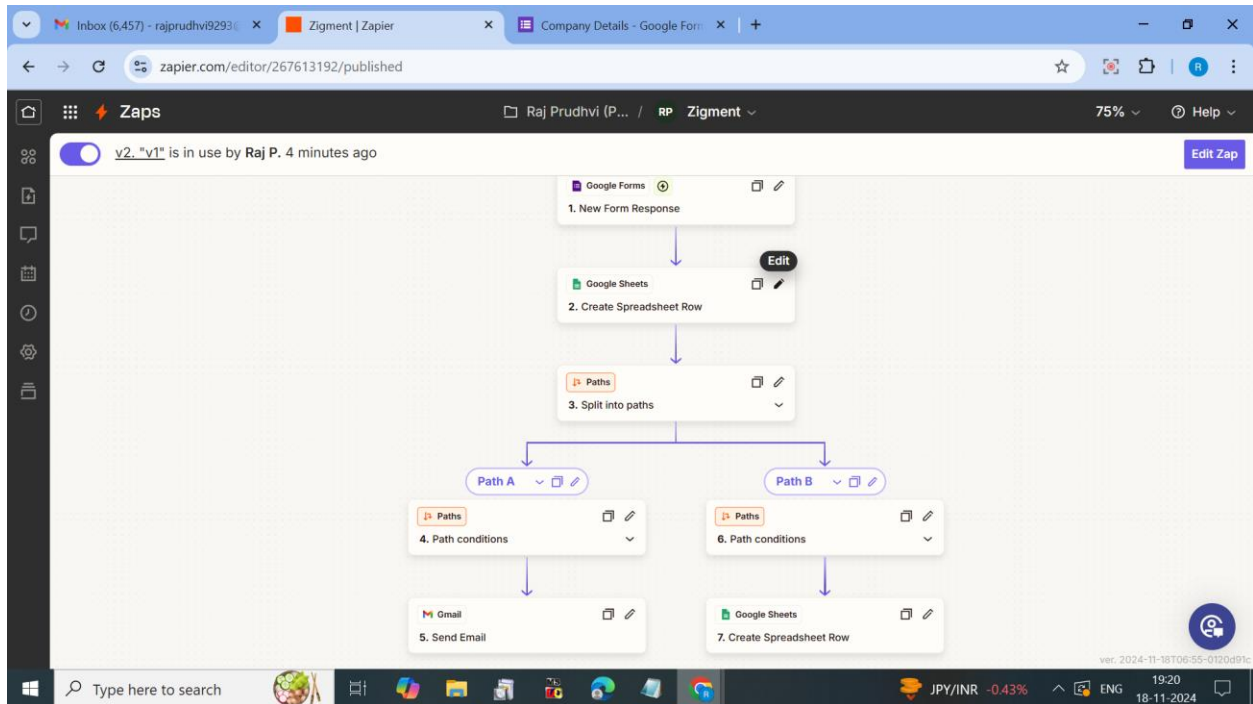 Inbox (6,457) - rajprudhvi9293@
Zigment | Zapier
Company Details - Google Form
zapier.com/editor/267613192/published
R
Zaps
Raj Prudhvi (P... / RP Zigment
75%
Help
v2. "v1" is in use by Raj P. 4 minutes ago
Edit Zap
Google Forms
1. New Form Response
Edit
Google Sheets
2. Create Spreadsheet Row
Paths
3. Split into paths
Path A
Path B
Paths
4. Path conditions
Paths
6. Path conditions
Gmail
5. Send Email
Google Sheets
7. Create Spreadsheet Row
ver. 2024-11-18T06:55-0120d91c
Type here to search
JPY/INR -0.43%
ENG
19:20
18-11-2024